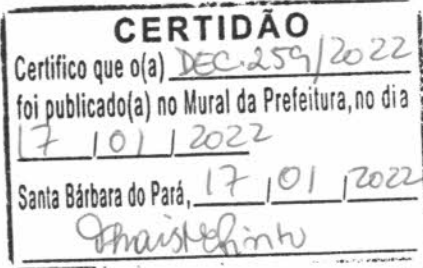 CERTIDÃO
Certifico que o(a) DEC.259/2022
foi publicado(a) no Mural da Prefeitura, no dia
17 / 01 / 2022
Santa Bárbara do Pará, 17 / 01 / 2022